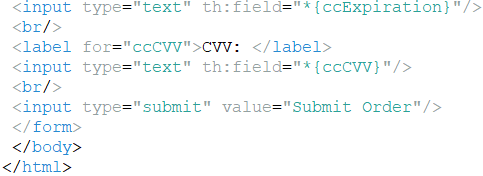 <input type="text" th:field="*{ccExpiration}"/>
<br/>
<label for="ccCVV">CVV: </label>
<input type="text" th:field="*{ccCVV}"/>
<br/>
<input type="submit" value="Submit Order"/>
</form>
</body>
</html>